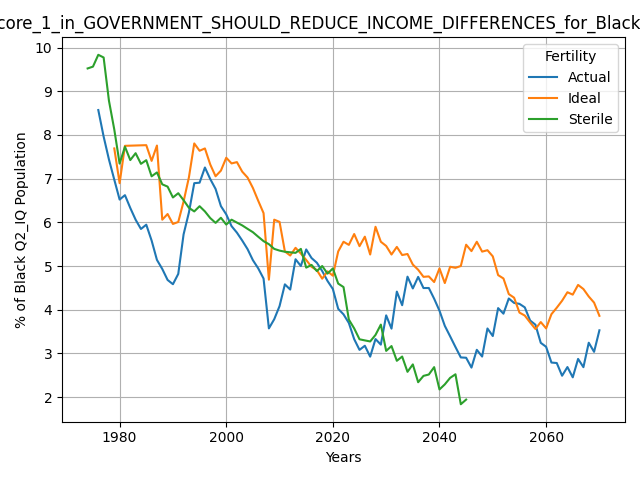 core_1_in_GOVERNMENT_SHOULD_REDUCE_INCOME_DIFFERENCES_for_Black
Fertility
Actual
Ideal
Sterile
% of Black Q2_IQ Population
10
9
8
7
6
5
4
3
2
1980
2000
2020
2040
2060
Years